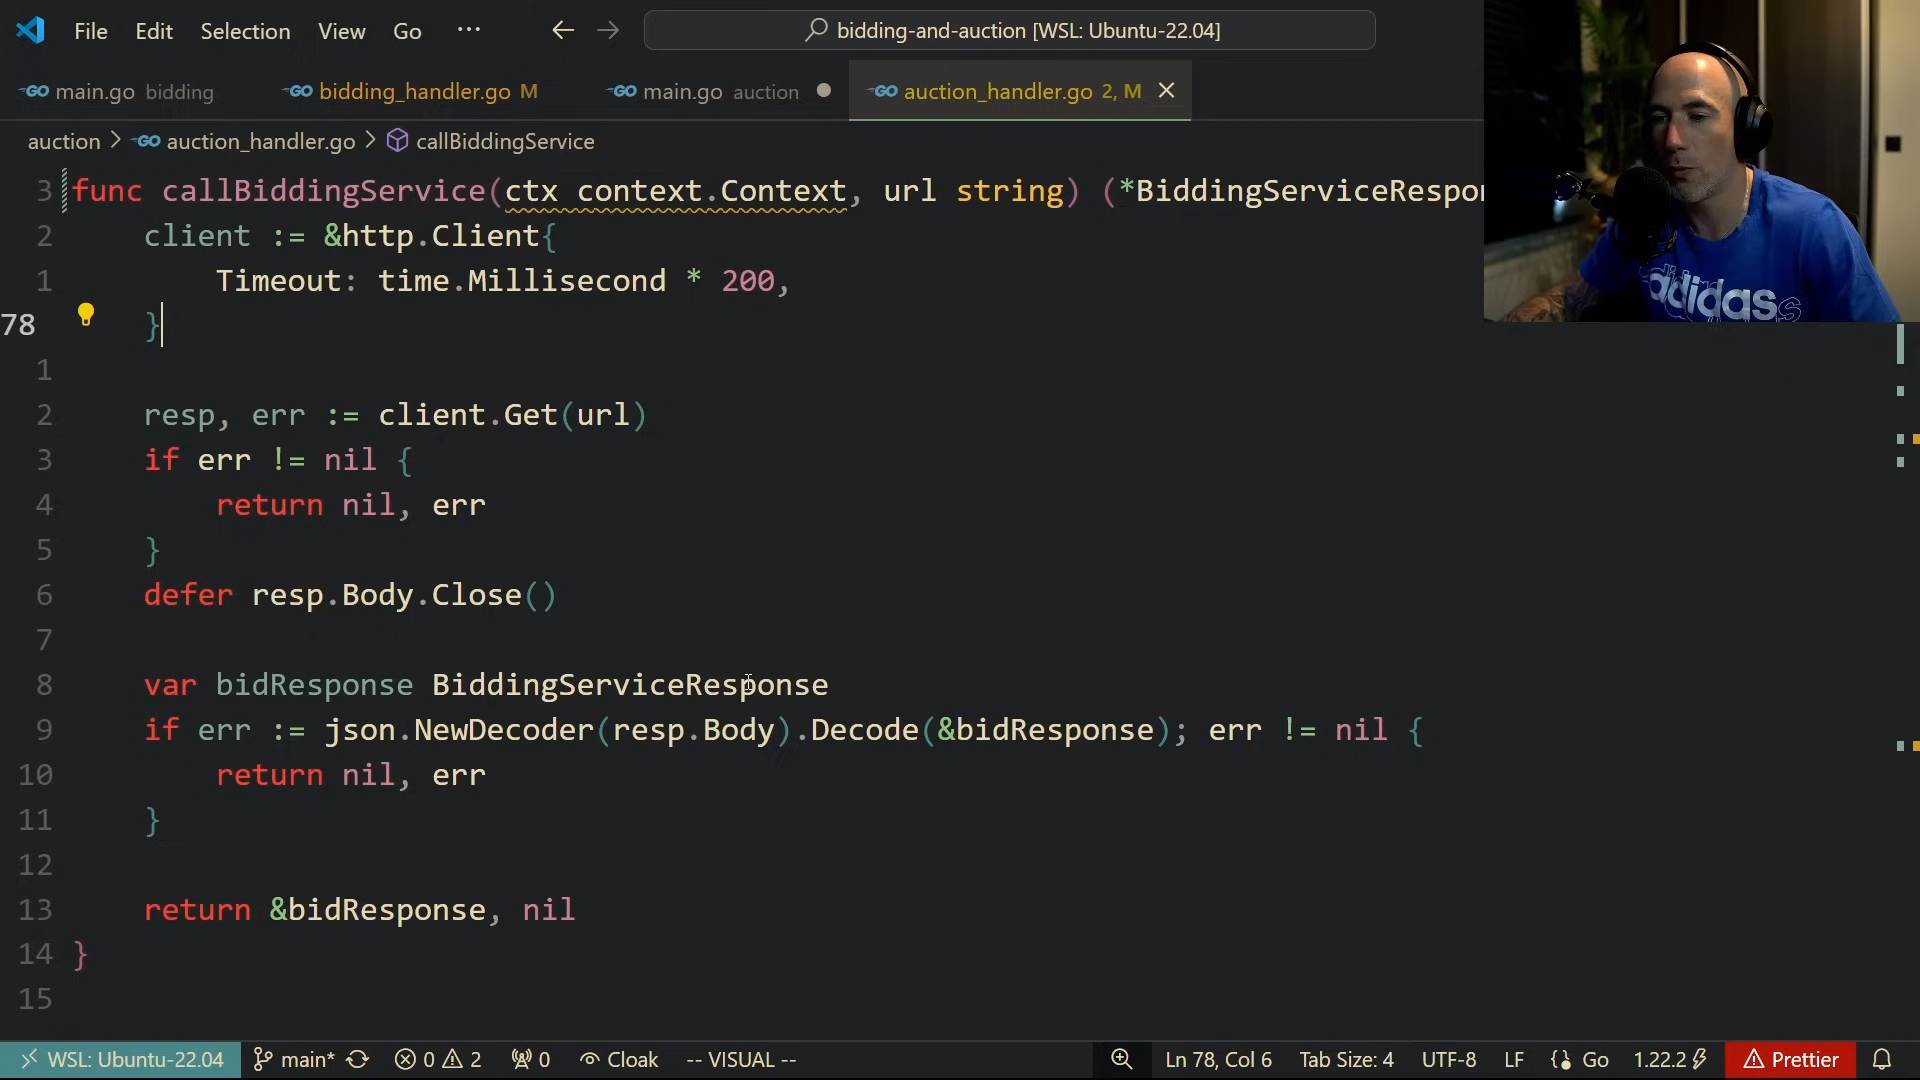 File Edit Selection View Go ··· bidding-and-auction [WSL: Ubuntu-22.04]
main.go bidding bidding_handler.go M main.go auction auction_handler.go 2, M
auction > auction_handler.go > callBiddingService
3 func callBiddingService(ctx context.Context, url string) (*BiddingServiceRespon
2 client := &http.Client{
1 Timeout: time.Millisecond * 200,
78 }
1
2 resp, err := client.Get(url)
3 if err != nil {
4 return nil, err
5 }
6 defer resp.Body.Close()
7
8 var bidResponse BiddingServiceResponse
9 if err := json.NewDecoder(resp.Body).Decode(&bidResponse); err != nil {
10 return nil, err
11 }
12
13 return &bidResponse, nil
14 }
15
adidas
WSL: Ubuntu-22.04 main* 0 2 0 Cloak -- VISUAL -- Ln 78, Col 6 Tab Size: 4 UTF-8 LF Go 1.22.2 Prettier